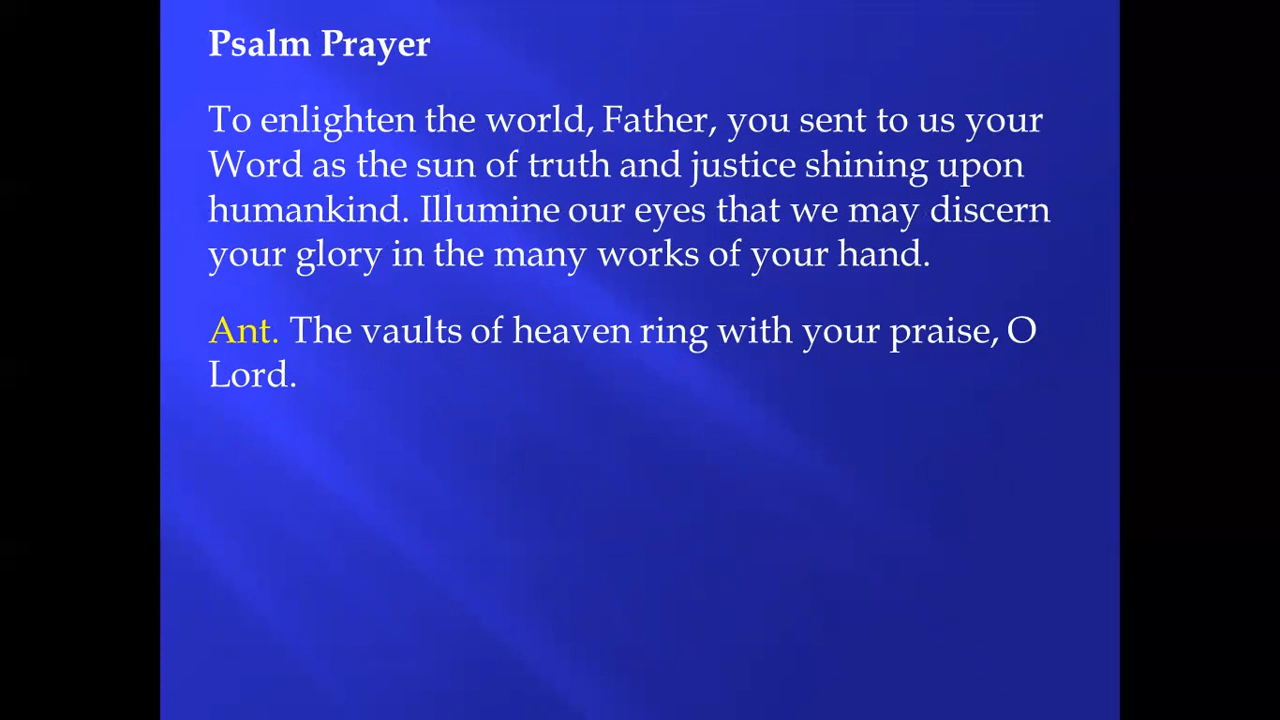 Psalm Prayer
To enlighten the world, Father, you sent to us your
Word as the sun of truth and justice shining upon
humankind. Illumine our eyes that we may discern
your glory in the many works of your hand.
Ant. The vaults of heaven ring with your praise, O
Lord.